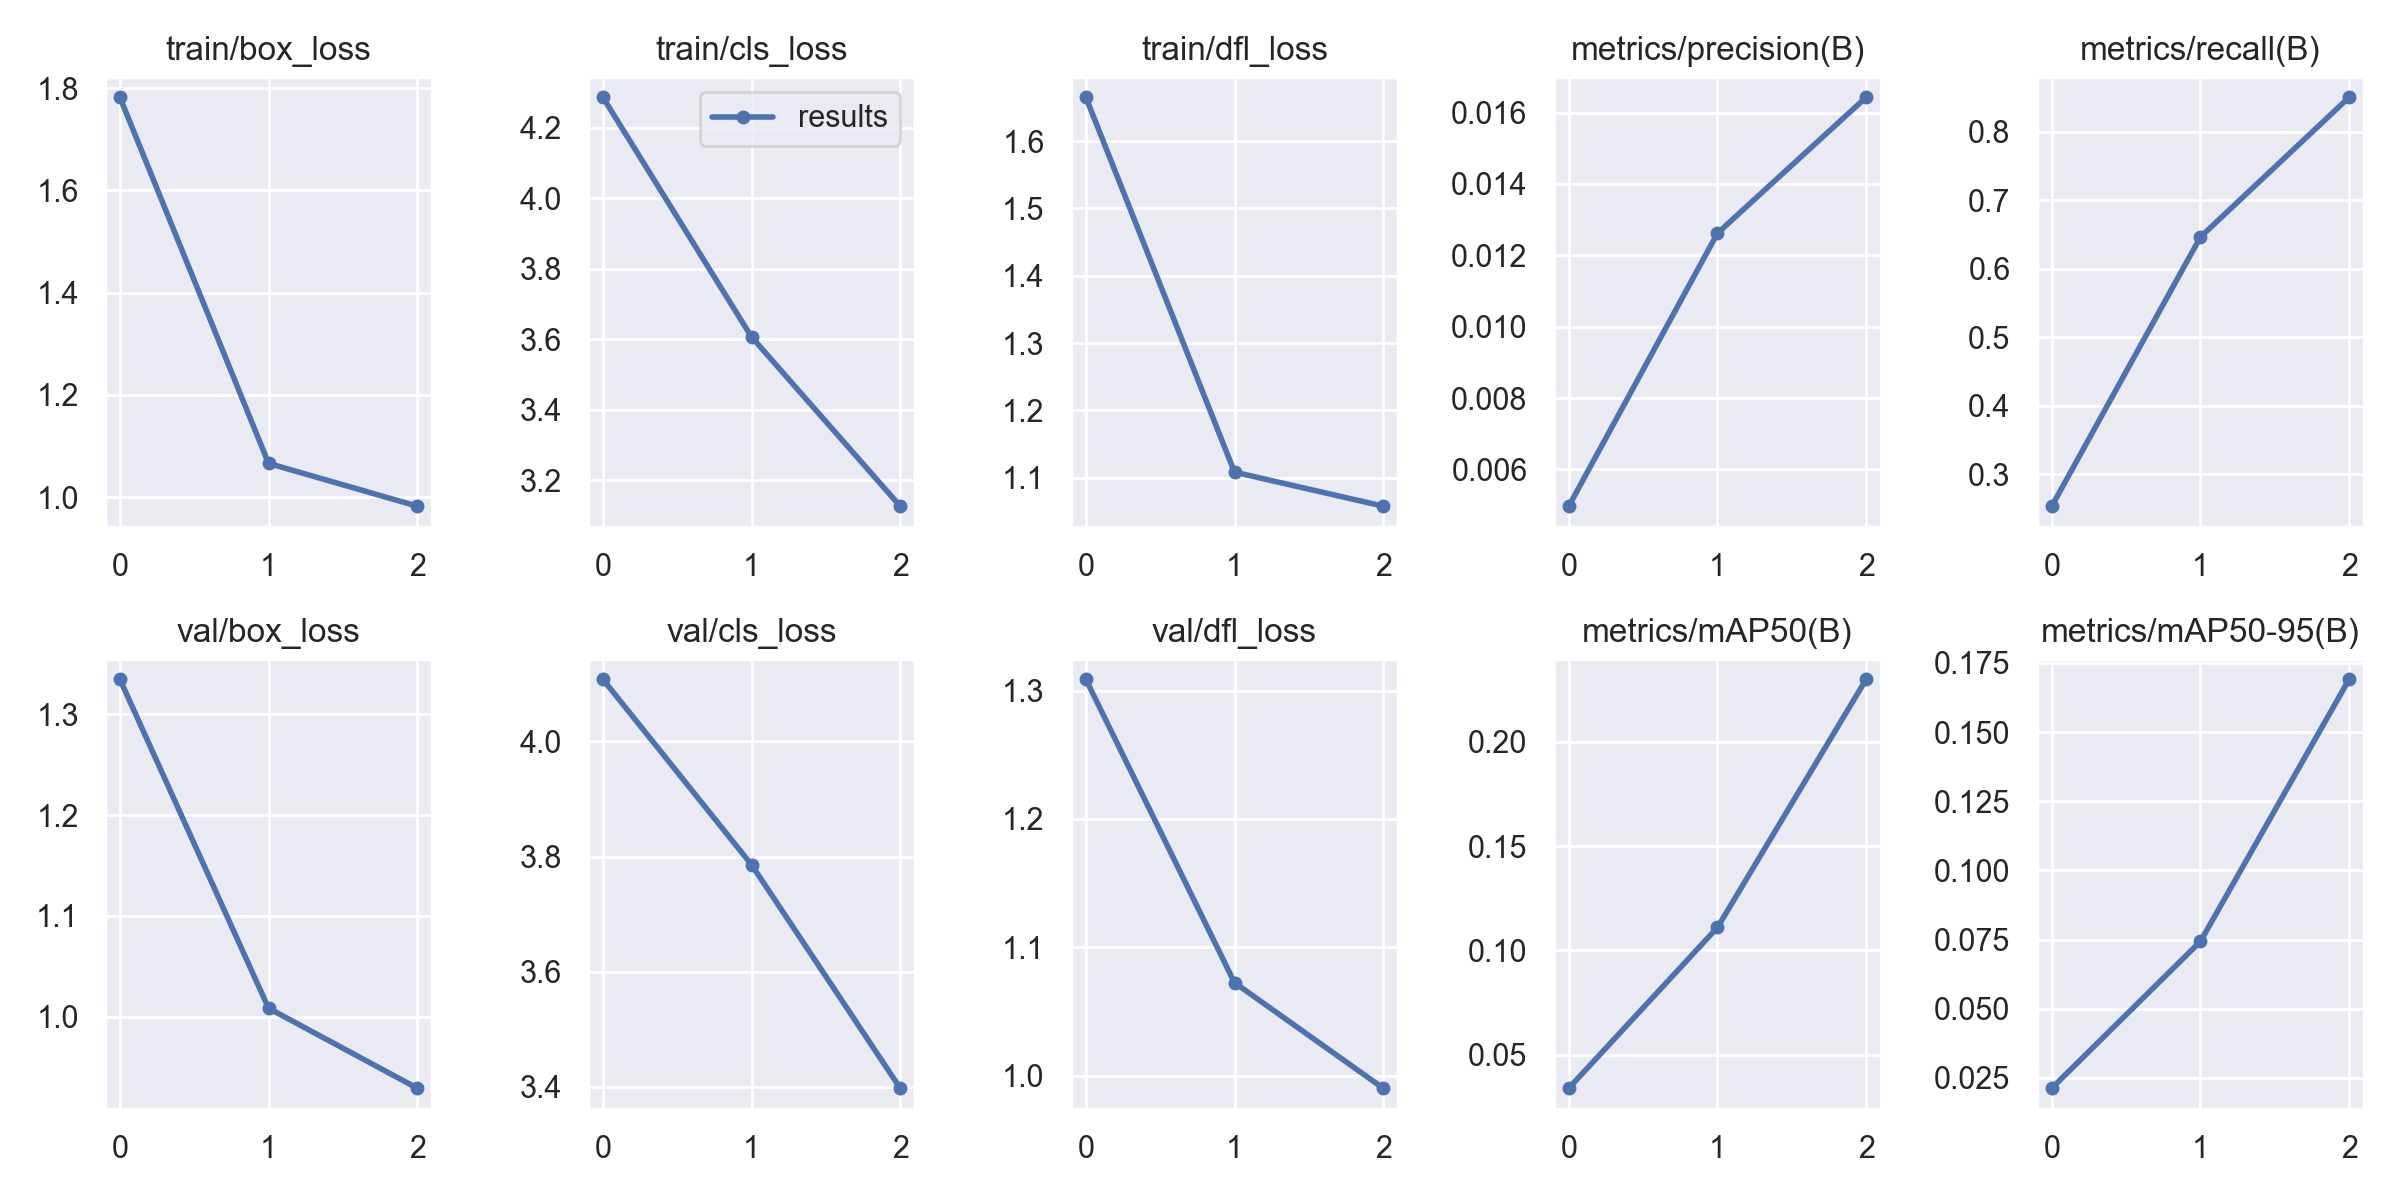 train/box_loss
1.8
1.6
1.4
1.2
1.0
0 1 2
train/cls_loss
results
4.2
4.0
3.8
3.6
3.4
3.2
0 1 2
train/dfl_loss
1.6
1.5
1.4
1.3
1.2
1.1
0 1 2
metrics/precision(B)
0.016
0.014
0.012
0.010
0.008
0.006
0 1 2
metrics/recall(B)
0.8
0.7
0.6
0.5
0.4
0.3
0 1 2
val/box_loss
1.3
1.2
1.1
1.0
0 1 2
val/cls_loss
4.0
3.8
3.6
3.4
0 1 2
val/dfl_loss
1.3
1.2
1.1
1.0
0 1 2
metrics/mAP50(B)
0.20
0.15
0.10
0.05
0 1 2
metrics/mAP50-95(B)
0.175
0.150
0.125
0.100
0.075
0.050
0.025
0 1 2